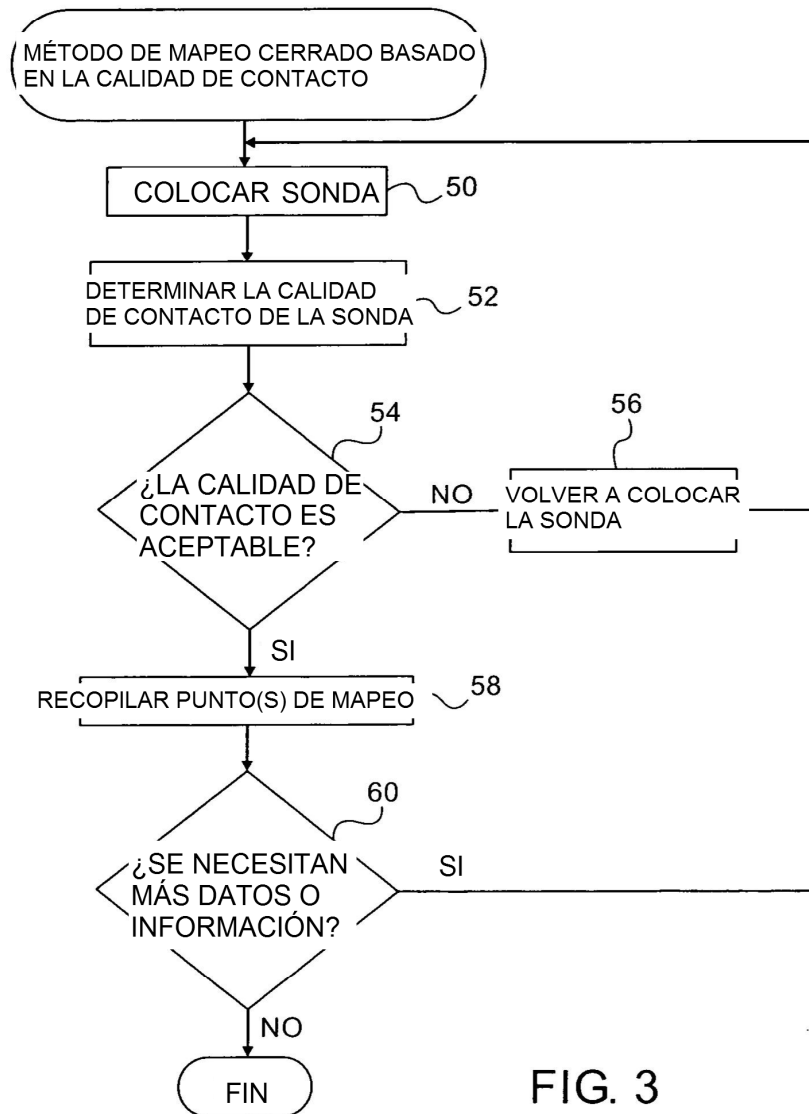 MÉTODO DE MAPEO CERRADO BASADO
EN LA CALIDAD DE CONTACTO
COLOCAR SONDA
50
DETERMINAR LA CALIDAD
DE CONTACTO DE LA SONDA
52
54
¿LA CALIDAD DE
CONTACTO ES
ACEPTABLE?
NO
56
VOLVER A COLOCAR
LA SONDA
SI
RECOPILAR PUNTO(S) DE MAPEO
58
60
¿SE NECESITAN
MÁS DATOS O
INFORMACIÓN?
SI
NO
FIN
FIG. 3